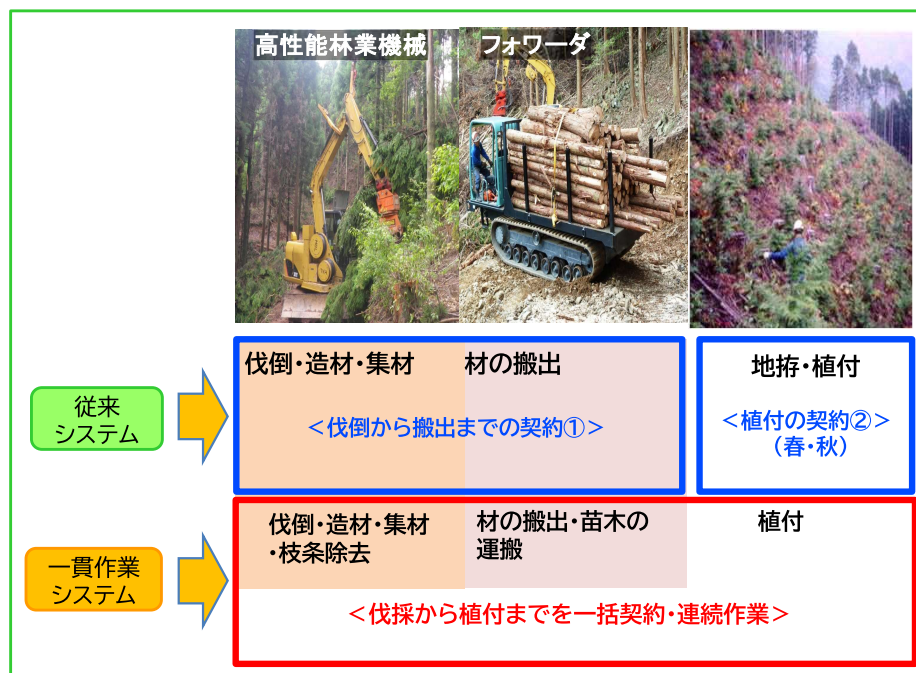 高性能林業機械
フォワーダ
従来
システム
伐倒・造材・集材
材の搬出
<伐倒から搬出までの契約①>
地拵・植付
<植付の契約②>
(春・秋)
一貫作業
システム
伐倒・造材・集材
・枝条除去
材の搬出・苗木の
運搬
植付
<伐採から植付までを一括契約・連続作業>